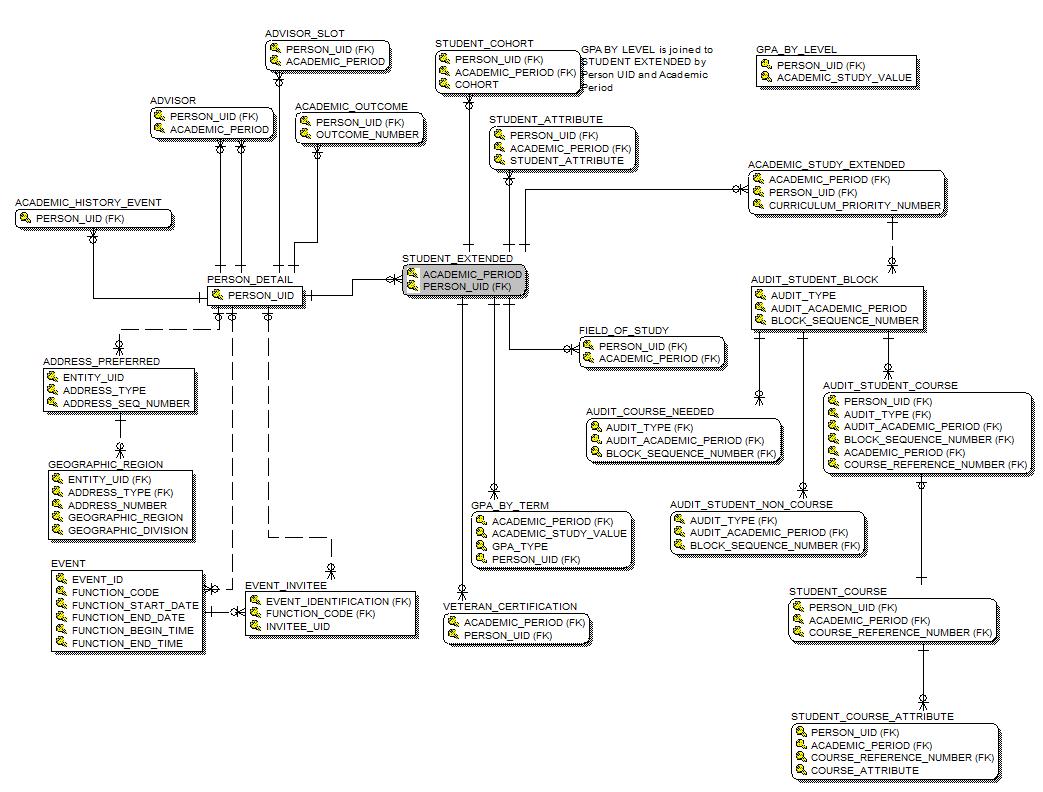 ADVISOR_SLOT
PERSON_UID (FK)
ACADEMIC_PERIOD
STUDENT_COHORT
PERSON_UID (FK)
ACADEMIC_PERIOD (FK)
COHORT
GPA BY LEVEL is joined to
STUDENT EXTENDED by
Person UID and Academic
Period
GPA_BY_LEVEL
PERSON_UID (FK)
ACADEMIC_STUDY_VALUE
ADVISOR
PERSON_UID (FK)
ACADEMIC_PERIOD
ACADEMIC_OUTCOME
PERSON_UID (FK)
OUTCOME_NUMBER
STUDENT_ATTRIBUTE
PERSON_UID (FK)
ACADEMIC_PERIOD (FK)
STUDENT_ATTRIBUTE
ACADEMIC_STUDY_EXTENDED
ACADEMIC_PERIOD (FK)
PERSON_UID (FK)
CURRICULUM_PRIORITY_NUMBER
ACADEMIC_HISTORY_EVENT
PERSON_UID (FK)
PERSON_DETAIL
PERSON_UID
STUDENT_EXTENDED
ACADEMIC_PERIOD
PERSON_UID (FK)
AUDIT_STUDENT_BLOCK
AUDIT_TYPE
AUDIT_ACADEMIC_PERIOD
BLOCK_SEQUENCE_NUMBER
FIELD_OF_STUDY
PERSON_UID (FK)
ACADEMIC_PERIOD (FK)
ADDRESS_PREFERRED
ENTITY_UID
ADDRESS_TYPE
ADDRESS_SEQ_NUMBER
AUDIT_COURSE_NEEDED
AUDIT_TYPE (FK)
AUDIT_ACADEMIC_PERIOD (FK)
BLOCK_SEQUENCE_NUMBER (FK)
AUDIT_STUDENT_COURSE
PERSON_UID (FK)
AUDIT_TYPE (FK)
AUDIT_ACADEMIC_PERIOD (FK)
BLOCK_SEQUENCE_NUMBER (FK)
ACADEMIC_PERIOD (FK)
COURSE_REFERENCE_NUMBER (FK)
GEOGRAPHIC_REGION
ENTITY_UID (FK)
ADDRESS_TYPE (FK)
ADDRESS_NUMBER
GEOGRAPHIC_REGION
GEOGRAPHIC_DIVISION
GPA_BY_TERM
ACADEMIC_PERIOD (FK)
ACADEMIC_STUDY_VALUE
GPA_TYPE
PERSON_UID (FK)
AUDIT_STUDENT_NON_COURSE
AUDIT_TYPE (FK)
AUDIT_ACADEMIC_PERIOD (FK)
BLOCK_SEQUENCE_NUMBER (FK)
EVENT
EVENT_ID
FUNCTION_CODE
FUNCTION_START_DATE
FUNCTION_END_DATE
FUNCTION_BEGIN_TIME
FUNCTION_END_TIME
EVENT_INVITEE
EVENT_IDENTIFICATION (FK)
FUNCTION_CODE (FK)
INVITEE_UID
VETERAN_CERTIFICATION
ACADEMIC_PERIOD (FK)
PERSON_UID (FK)
STUDENT_COURSE
PERSON_UID (FK)
ACADEMIC_PERIOD (FK)
COURSE_REFERENCE_NUMBER (FK)
STUDENT_COURSE_ATTRIBUTE
PERSON_UID (FK)
ACADEMIC_PERIOD (FK)
COURSE_REFERENCE_NUMBER (FK)
COURSE_ATTRIBUTE